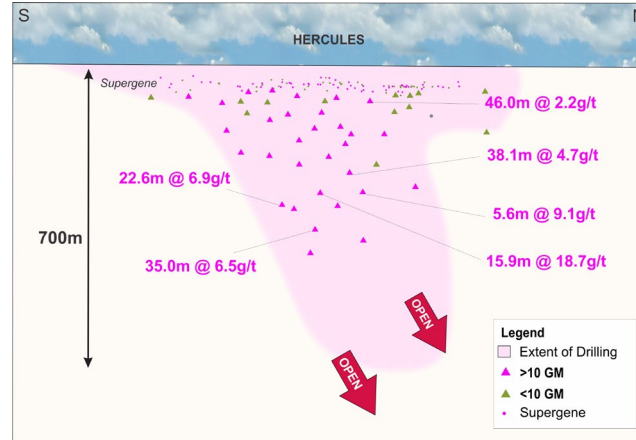 S
HERCULES
Supergene
46.0m @ 2.2g/t
38.1m @ 4.7g/t
22.6m @ 6.9g/t
5.6m @ 9.1g/t
700m
35.0m @ 6.5g/t
15.9m @ 18.7g/t
OPEN
OPEN
Legend
Extent of Drilling
>10 GM
<10 GM
Supergene